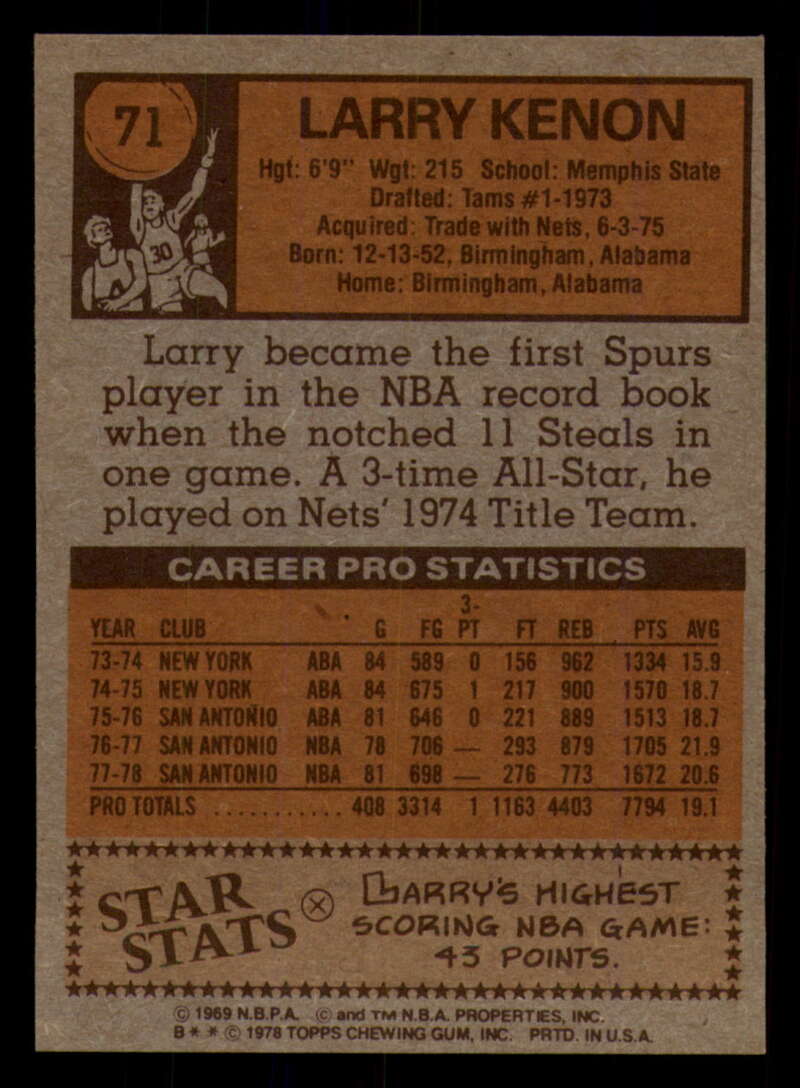 71
LARRY KENON
Hgt: 6'9" Wgt: 215 School: Memphis State
Drafted: Tams #1-1973
Acquired: Trade with Nets, 6-3-75
Born: 12-13-52, Birmingham, Alabama
Home: Birmingham, Alabama
30
Larry became the first Spurs
player in the NBA record book
when the notched 11 Steals in
one game. A 3-time All-Star, he
played on Nets' 1974 Title Team.
CAREER PRO STATISTICS
YEAR CLUB G FG 3-PT FT REB PTS AVG
73-74 NEW YORK ABA 84 589 0 156 962 1334 15.9
74-75 NEW YORK ABA 84 675 1 217 900 1570 18.7
75-76 SAN ANTONIO ABA 81 646 0 221 889 1513 18.7
76-77 SAN ANTONIO NBA 78 706 — 293 879 1705 21.9
77-78 SAN ANTONIO NBA 81 698 — 276 773 1672 20.6
PRO TOTALS ........... 408 3314 1 1163 4403 7794 19.1
STAR STATS
LARRY'S HIGHEST
SCORING NBA GAME:
43 POINTS.
© 1969 N.B.P.A. © and TM N.B.A. PROPERTIES, INC.
B * * © 1978 TOPPS CHEWING GUM, INC. PRTD. IN U.S.A.